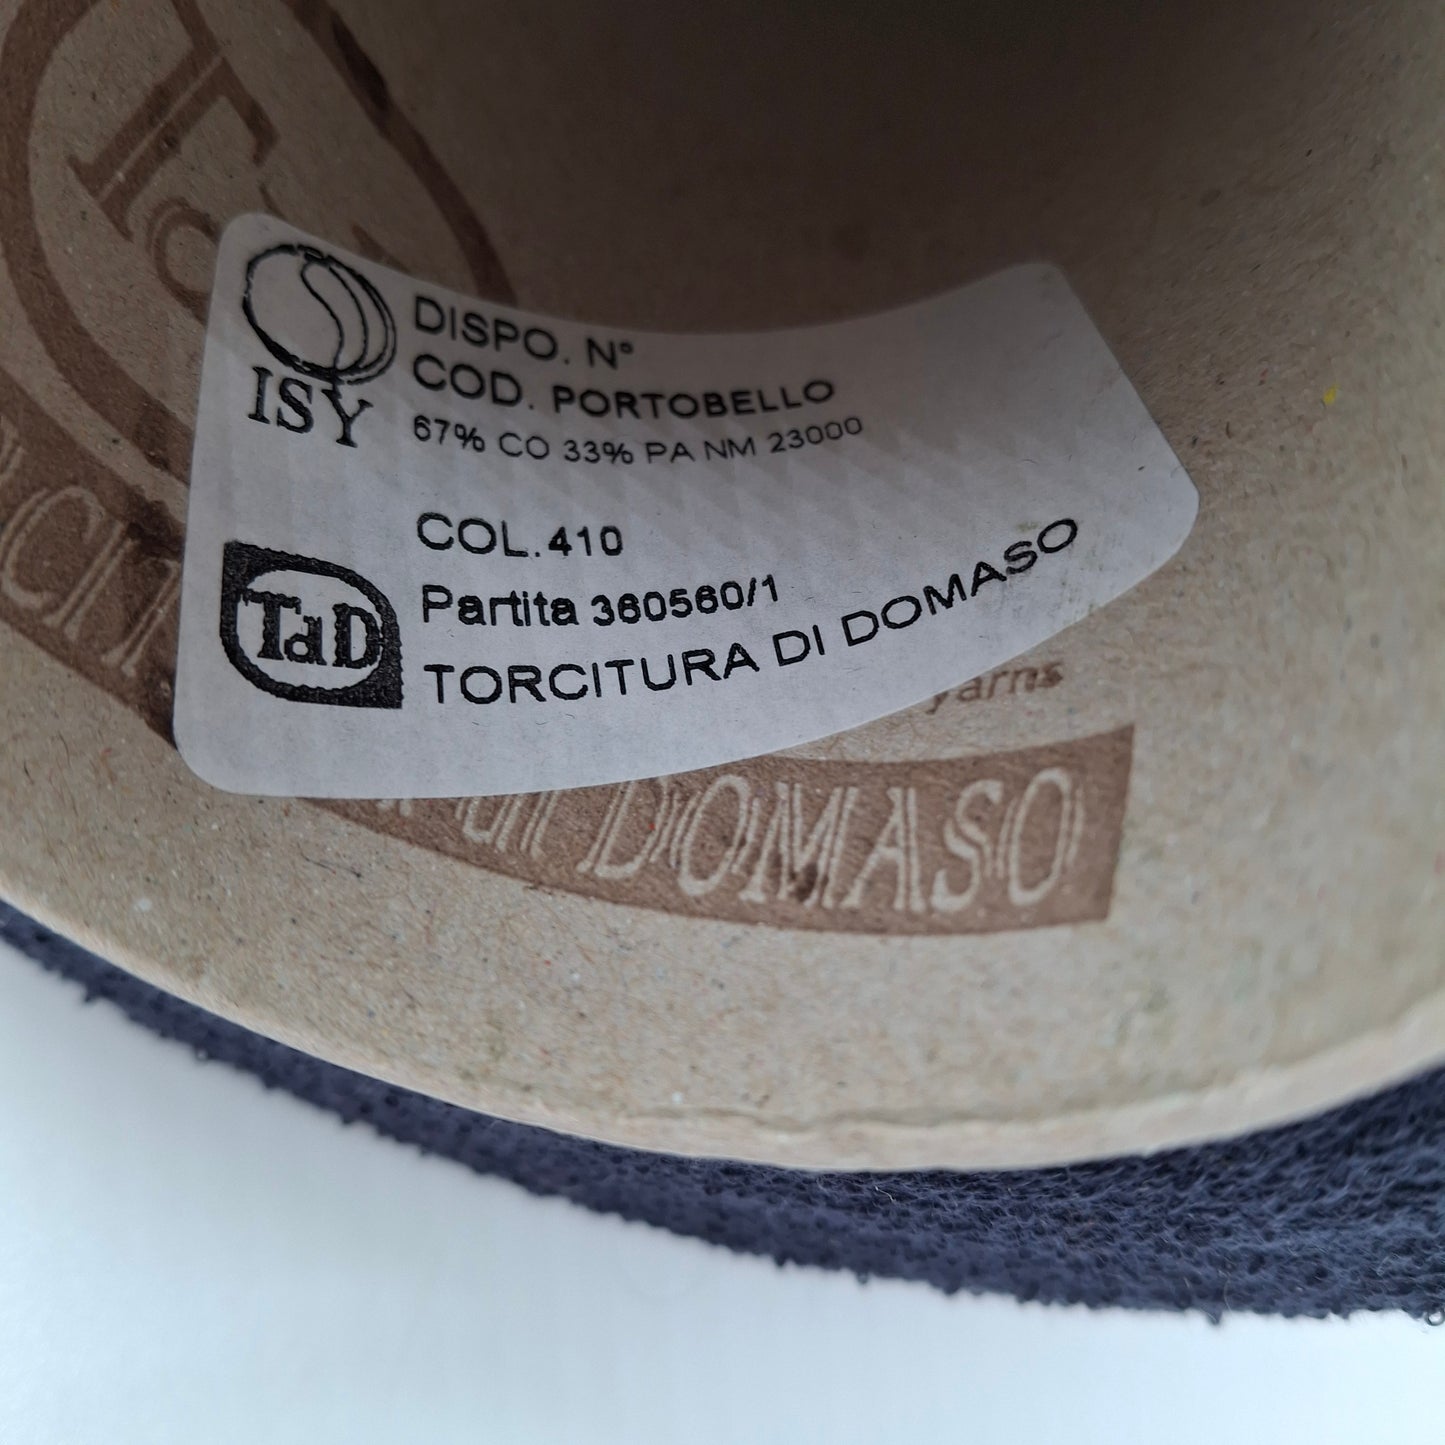 ISY
DISPO. N°
COD. PORTOBELLO
67% CO 33% PA NM 23000
COL.410
Partita 360560/1
TaD
TORCITURA DI DOMASO
yarns
DOMASO